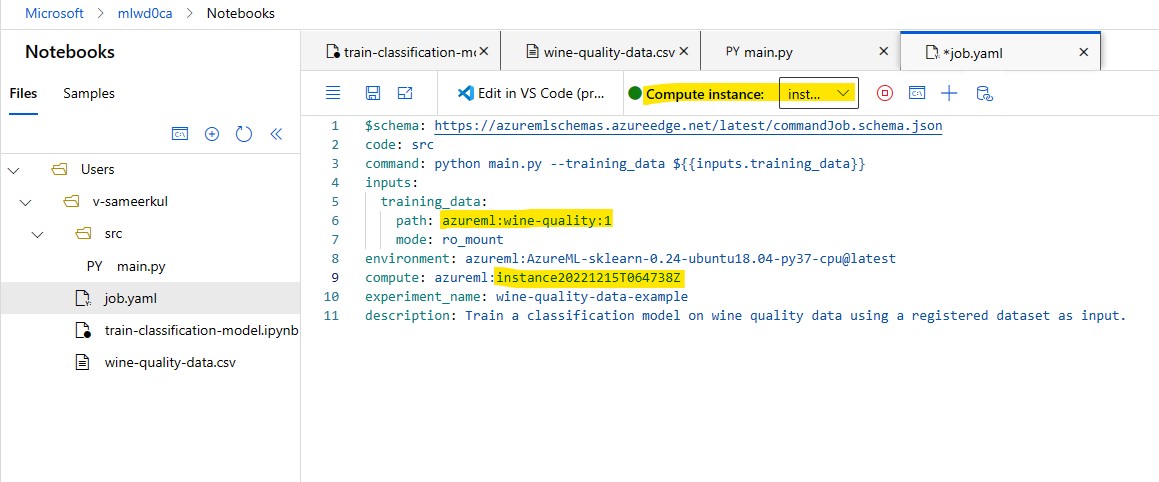 Microsoft > mlwd0ca > Notebooks
Notebooks
Files Samples
Users
v-sameerkul
src
PY main.py
job.yaml
train-classification-model.ipynb
wine-quality-data.csv
train-classification-mo × wine-quality-data.csv × PY main.py × *job.yaml ×
Edit in VS Code (pr... Compute instance: inst...
1 $schema: https://azuremlschemas.azureedge.net/latest/commandJob.schema.json
2 code: src
3 command: python main.py --training_data ${{inputs.training_data}}
4 inputs:
5 training_data:
6 path: azureml:wine-quality:1
7 mode: ro_mount
8 environment: azureml:AzureML-sklearn-0.24-ubuntu18.04-py37-cpu@latest
9 compute: azureml:instance20221215T064738Z
10 experiment_name: wine-quality-data-example
11 description: Train a classification model on wine quality data using a registered dataset as input.